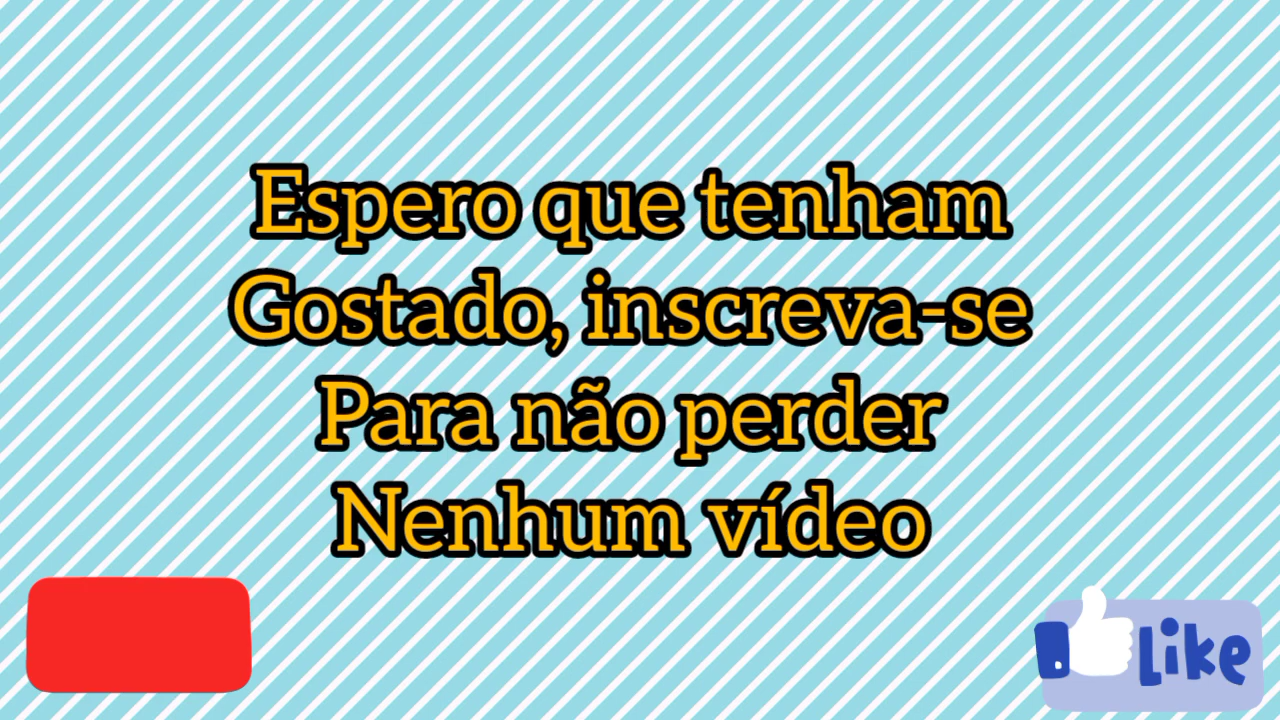 Espero que tenham
Gostado, inscreva-se
Para não perder
Nenhum vídeo
Like